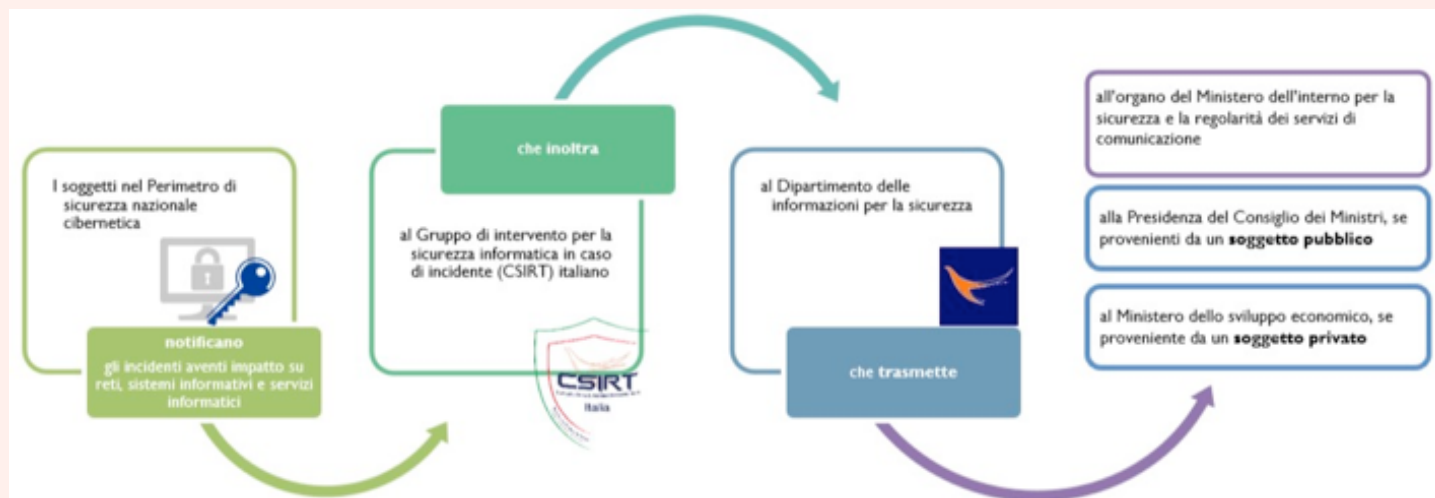 I soggetti nel Perimetro di
sicurezza nazionale
cibernetica
notificano
gli incidenti aventi impatto su
reti, sistemi informativi e servizi
informatici
che inoltra
al Gruppo di intervento per la
sicurezza informatica in caso
di incidente (CSIRT) italiano
CSIRT
Italia
al Dipartimento delle
informazioni per la sicurezza
che trasmette
all'organo del Ministero dell'interno per la
sicurezza e la regolarità dei servizi di
comunicazione
alla Presidenza del Consiglio dei Ministri, se
provenienti da un soggetto pubblico
al Ministero dello sviluppo economico, se
proveniente da un soggetto privato